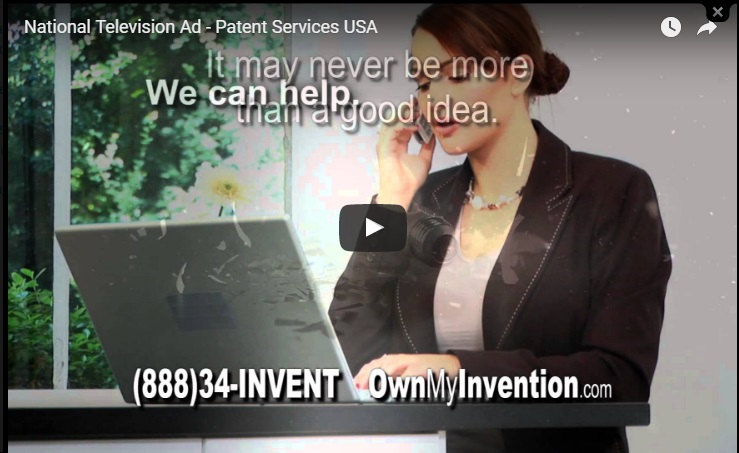 National Television Ad - Patent Services USA
It may never be more
We can help.
than a good idea.
(888)34-INVENT OwnMyInvention.com